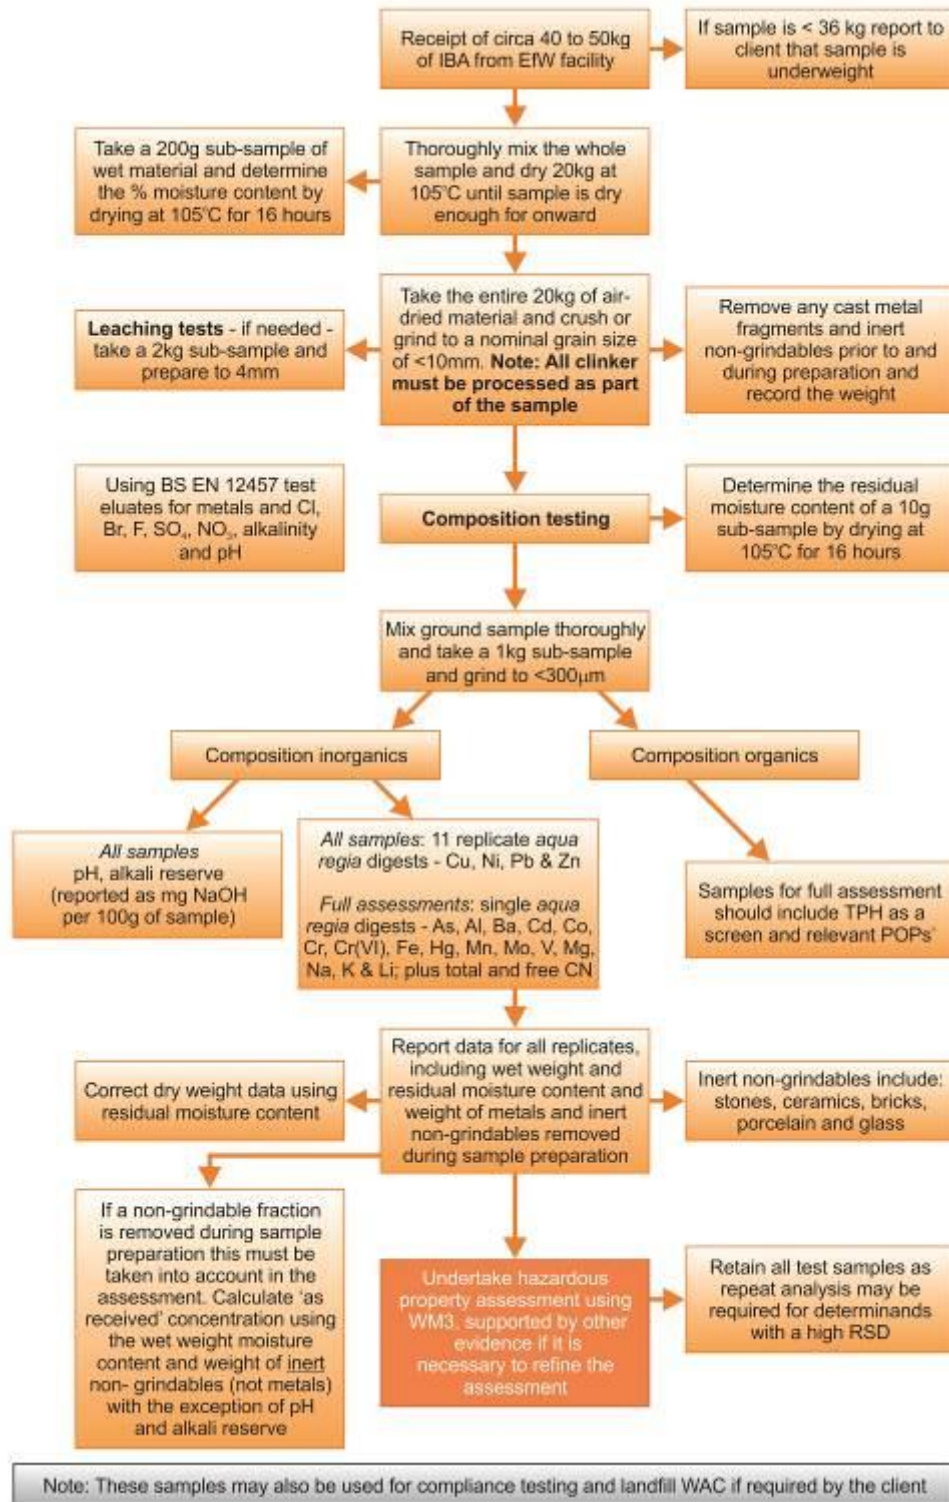 Receipt of circa 40 to 50kg
of IBA from EfW facility
If sample is < 36 kg report to
client that sample is
underweight
Take a 200g sub-sample of
wet material and determine
the % moisture content by
drying at 105°C for 16 hours
Thoroughly mix the whole
sample and dry 20kg at
105°C until sample is dry
enough for onward
Leaching tests - if needed -
take a 2kg sub-sample and
prepare to 4mm
Take the entire 20kg of air-
dried material and crush or
grind to a nominal grain size
of <10mm. Note: All clinker
must be processed as part
of the sample
Remove any cast metal
fragments and inert
non-grindables prior to and
during preparation and
record the weight
Using BS EN 12457 test
eluates for metals and Cl,
Br, F, SO₄, NO₃, alkalinity
and pH
Composition testing
Determine the residual
moisture content of a 10g
sub-sample by drying at
105°C for 16 hours
Mix ground sample thoroughly
and take a 1kg sub-sample
and grind to <300µm
Composition inorganics
Composition organics
All samples
pH, alkali reserve
(reported as mg NaOH
per 100g of sample)
All samples: 11 replicate aqua
regia digests - Cu, Ni, Pb & Zn
Full assessments: single aqua
regia digests - As, Al, Ba, Cd, Co,
Cr, Cr(VI), Fe, Hg, Mn, Mo, V, Mg,
Na, K & Li; plus total and free CN
Samples for full assessment
should include TPH as a
screen and relevant POPs*
Correct dry weight data using
residual moisture content
Report data for all replicates,
including wet weight and
residual moisture content and
weight of metals and inert
non-grindables removed
during sample preparation
Inert non-grindables include:
stones, ceramics, bricks,
porcelain and glass
If a non-grindable fraction
is removed during sample
preparation this must be
taken into account in the
assessment. Calculate 'as
received' concentration using
the wet weight moisture
content and weight of inert
non- grindables (not metals)
with the exception of pH
and alkali reserve
Undertake hazardous
property assessment using
WM3, supported by other
evidence if it is
necessary to refine the
assessment
Retain all test samples as
repeat analysis may be
required for determinands
with a high RSD
Note: These samples may also be used for compliance testing and landfill WAC if required by the client